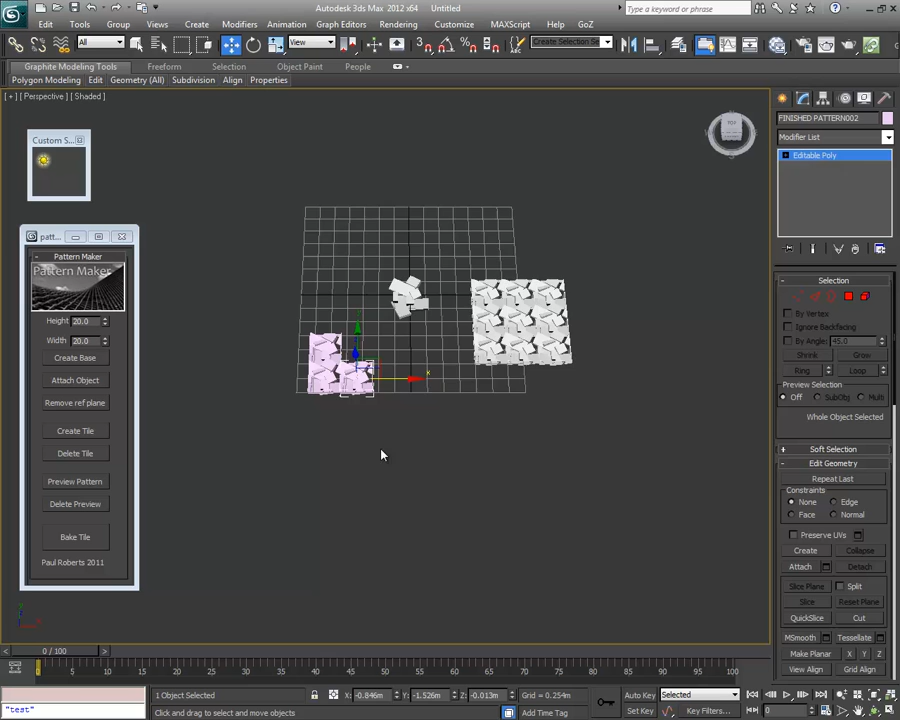 Autodesk 3ds Max 2012 x64 Untitled
Type a keyword or phrase
Edit Tools Group Views Create Modifiers Animation Graph Editors Rendering Customize MAXScript Help GoZ
All View Create Selection Se
Graphite Modeling Tools Freeform Selection Object Paint People
Polygon Modeling Edit Geometry (All) Subdivision Align Properties
[ + ] [ Perspective ] [ Shaded ]
Custom S...
TOP
patt...
Pattern Maker
Pattern Maker
Height 20.0
Width 20.0
Create Base
Attach Object
Remove ref plane
Create Tile
Delete Tile
Preview Pattern
Delete Preview
Bake Tile
Paul Roberts 2011
x
FINISHED PATTERN002
Modifier List
Editable Poly
- Selection
By Vertex
Ignore Backfacing
By Angle: 45.0
Shrink Grow
Ring Loop
Preview Selection
Off SubObj Multi
Whole Object Selected
+ Soft Selection
- Edit Geometry
Repeat Last
Constraints
None Edge
Face Normal
Preserve UVs
Create Collapse
Attach Detach
Slice Plane Split
Slice Reset Plane
QuickSlice Cut
MSmooth Tessellate
Make Planar X Y Z
View Align Grid Align
< 0 / 100 >
0 5 10 15 20 25 30 35 40 45 50 55 60 65 70 75 80 85 90 95 100
"test"
1 Object Selected X: -0.846m Y: -1.526m Z: -0.013m Grid = 0.254m
Click and drag to select and move objects Add Time Tag
Auto Key Selected
Set Key Key Filters... 0